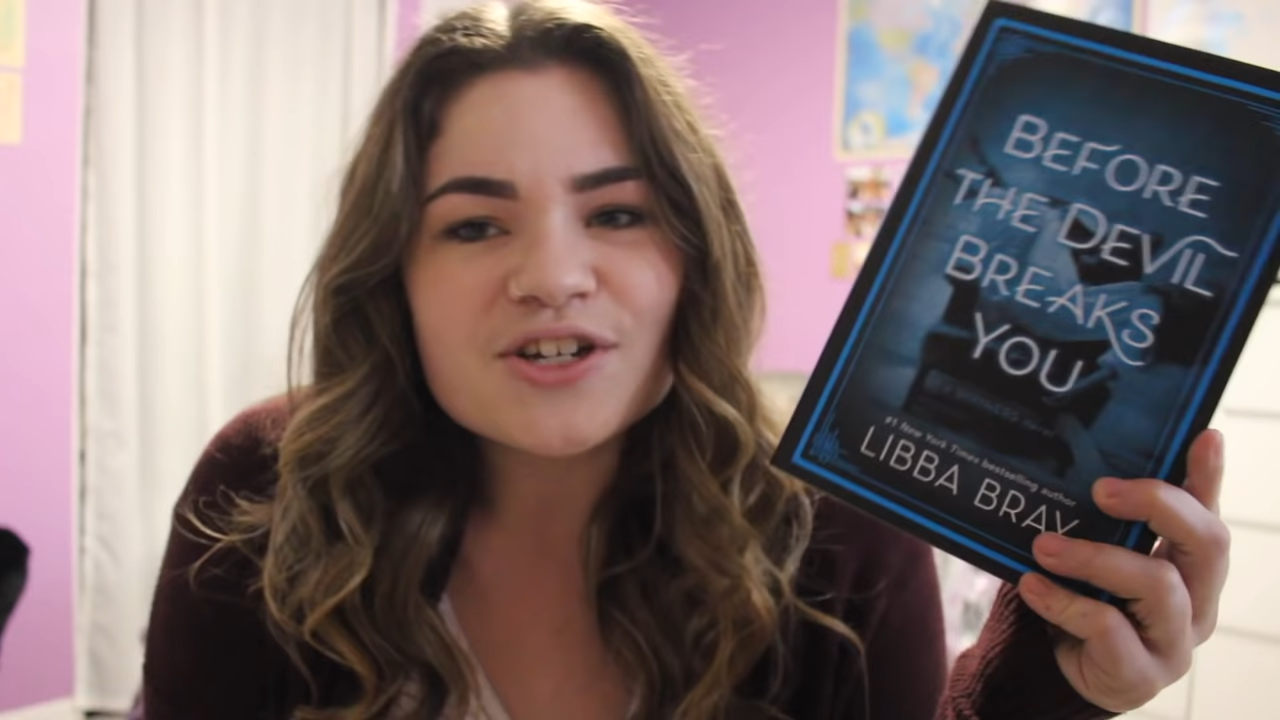 BEFORE
THE DEVIL
BREAKS
YOU
#1 New York Times bestselling author
LIBBA BRAY